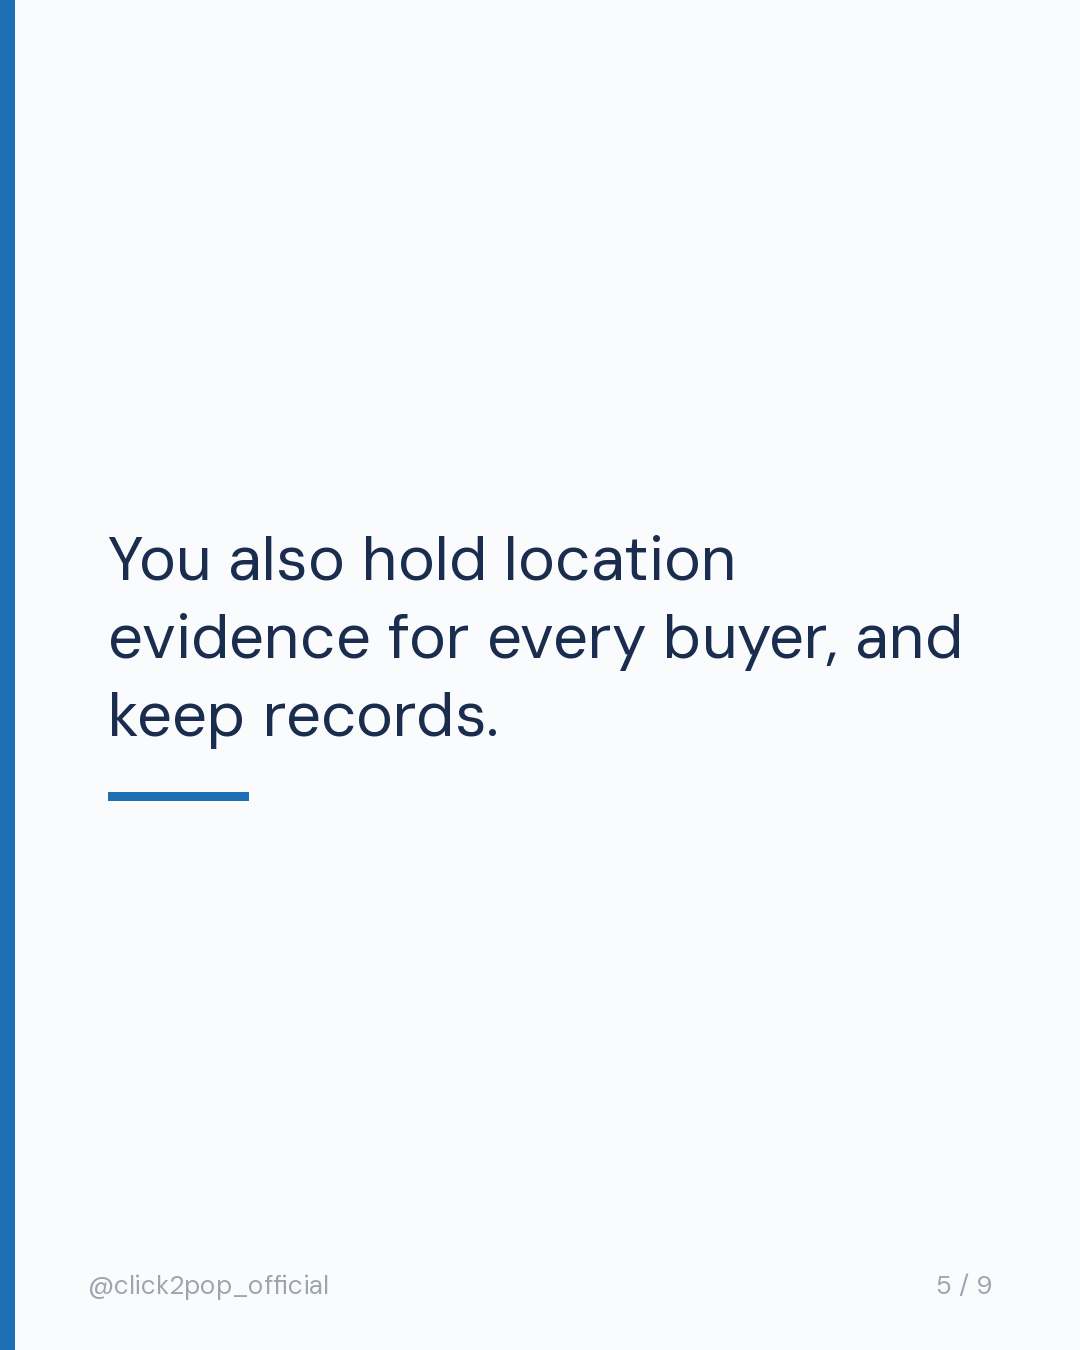 You also hold location
evidence for every buyer, and
keep records.
@click2pop_official
5 / 9